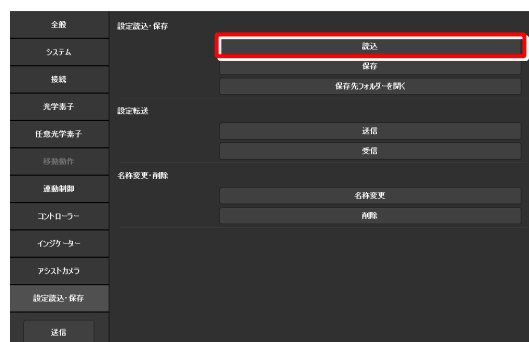 全般
システム
接続
光学素子
任意光学素子
移動動作
連動制御
コントローラー
インジケーター
アシストカメラ
設定読込・保存
送信
設定読込・保存
読込
保存
保存先フォルダーを開く
設定転送
送信
受信
名称変更・削除
名称変更
削除